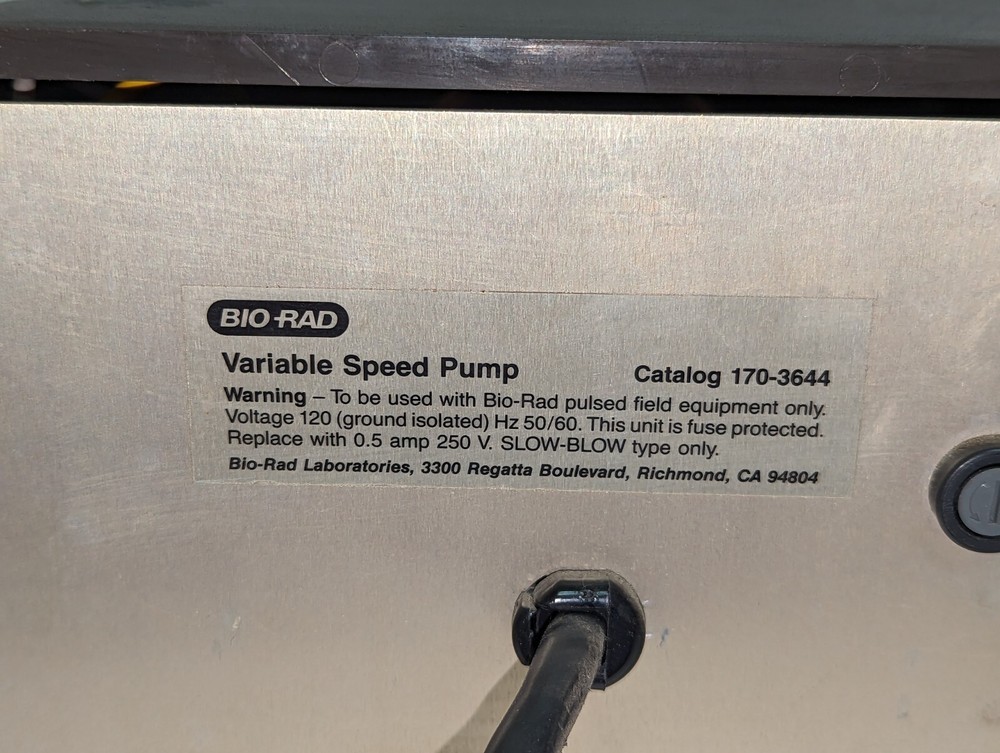 BIO-RAD
Variable Speed Pump Catalog 170-3644
Warning – To be used with Bio-Rad pulsed field equipment only.
Voltage 120 (ground isolated) Hz 50/60. This unit is fuse protected.
Replace with 0.5 amp 250 V. SLOW-BLOW type only.
Bio-Rad Laboratories, 3300 Regatta Boulevard, Richmond, CA 94804